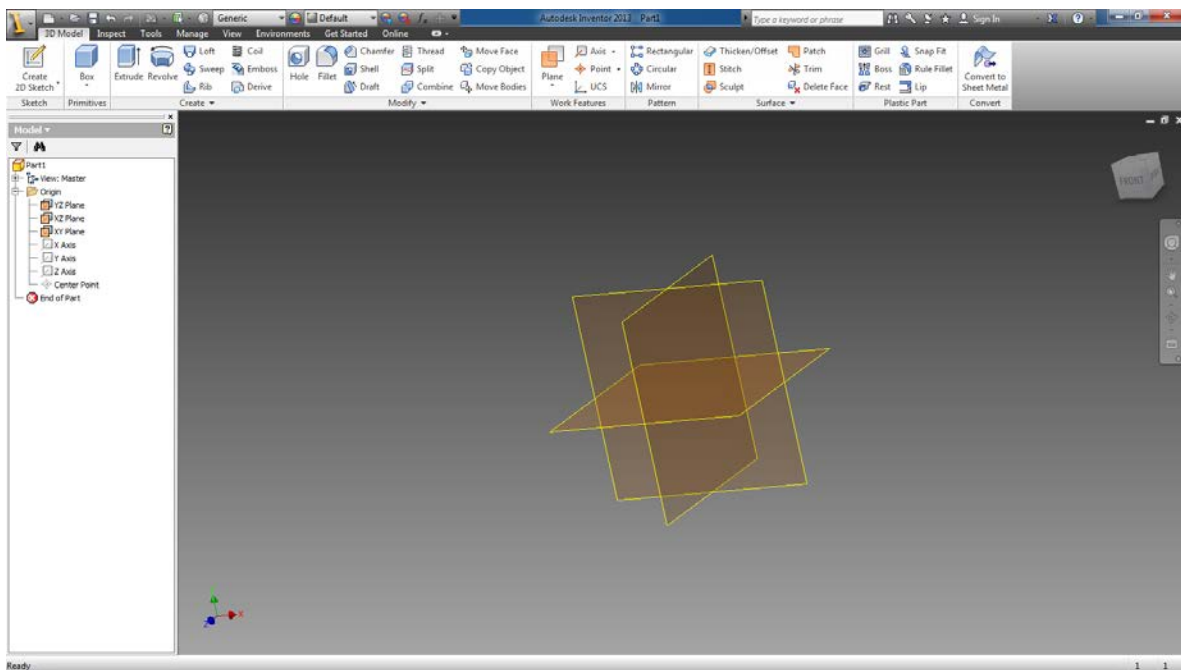 Generic Default Autodesk Inventor 2013 Part1 Type a keyword or phrase Sign In
3D Model Inspect Tools Manage View Environments Get Started Online
Loft Coil Chamfer Thread Move Face Axis Rectangular Thicken/Offset Patch Grill Snap Fit
Create 2D Sketch Box Extrude Revolve Sweep Emboss Hole Fillet Shell Split Copy Object Plane Point Circular Stitch Trim Boss Rule Fillet Convert to Sheet Metal
Rib Derive Draft Combine Move Bodies UCS Mirror Sculpt Delete Face Rest Lip
Sketch Primitives Create Modify Work Features Pattern Surface Plastic Part Convert
Model
Part1
View: Master
Origin
YZ Plane
XZ Plane
XY Plane
X Axis
Y Axis
Z Axis
Center Point
End of Part
FRONT
X
Z
Ready 1 1